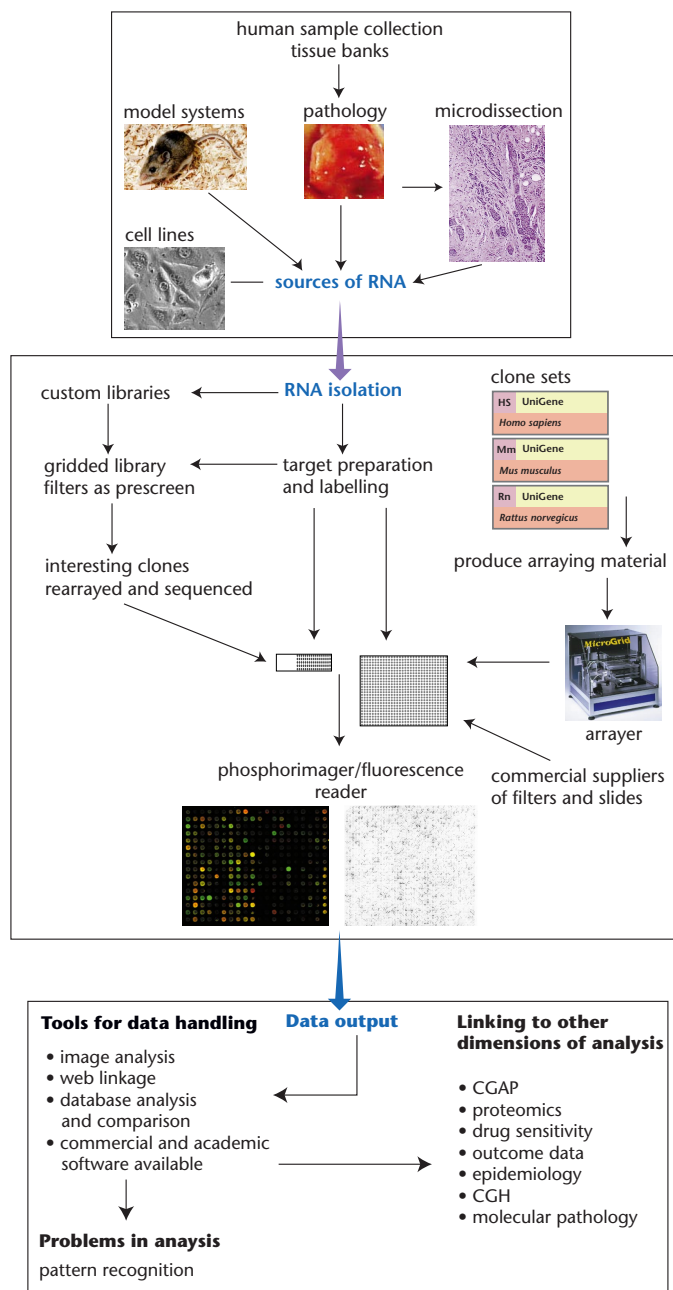 human sample collection
tissue banks
model systems
pathology
microdissection
cell lines
sources of RNA
RNA isolation
custom libraries
clone sets
HS UniGene
Homo sapiens
Mm UniGene
Mus musculus
Rn UniGene
Rattus norvegicus
gridded library
filters as prescreen
target preparation
and labelling
interesting clones
rearrayed and sequenced
produce arraying material
MicroGrid
arrayer
phosphorimager/fluorescence
reader
commercial suppliers
of filters and slides
Data output
Tools for data handling
• image analysis
• web linkage
• database analysis
and comparison
• commercial and academic
software available
Linking to other
dimensions of analysis
• CGAP
• proteomics
• drug sensitivity
• outcome data
• epidemiology
• CGH
• molecular pathology
Problems in anaysis
pattern recognition